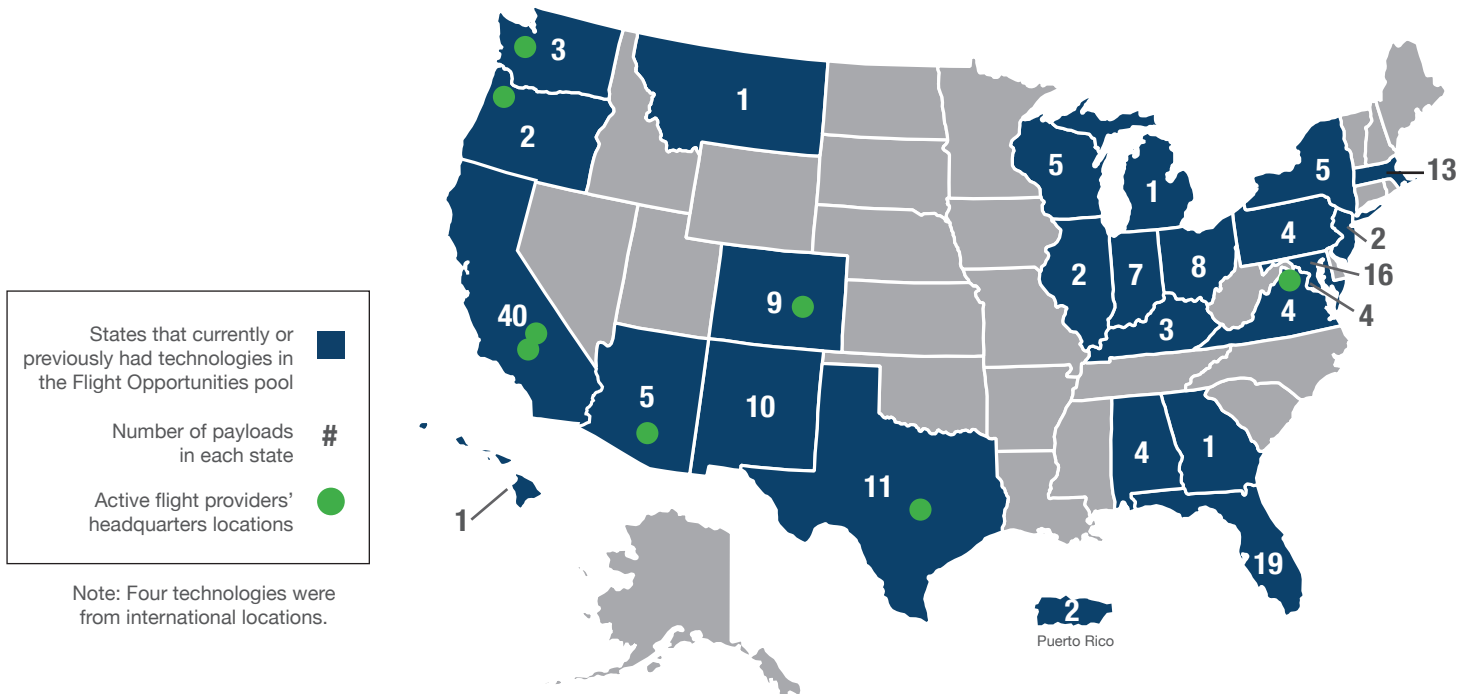 3
1
2
5
1
5
13
4
2
16
4
4
2
7
8
3
9
40
5
10
11
4
1
19
1
2
Puerto Rico
States that currently or
previously had technologies in
the Flight Opportunities pool
Number of payloads
in each state
#
Active flight providers'
headquarters locations
Note: Four technologies were
from international locations.